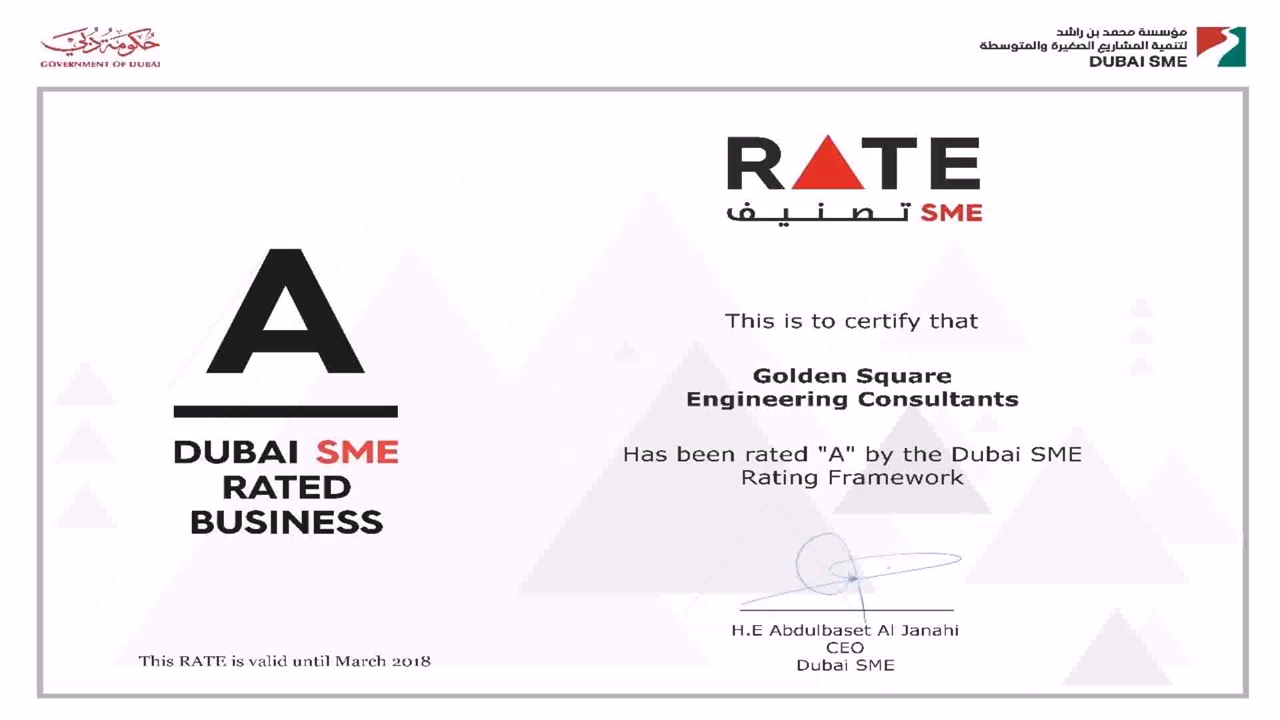 حكومة دبي
GOVERNMENT OF DUBAI
مؤسسة محمد بن راشد
لتنمية المشاريع الصغيرة والمتوسطة
DUBAI SME
RATE
تصنيف SME
A
DUBAI SME
RATED
BUSINESS
This is to certify that
Golden Square
Engineering Consultants
Has been rated "A" by the Dubai SME
Rating Framework
H.E Abdulbaset Al Janahi
CEO
Dubai SME
This RATE is valid until March 2018